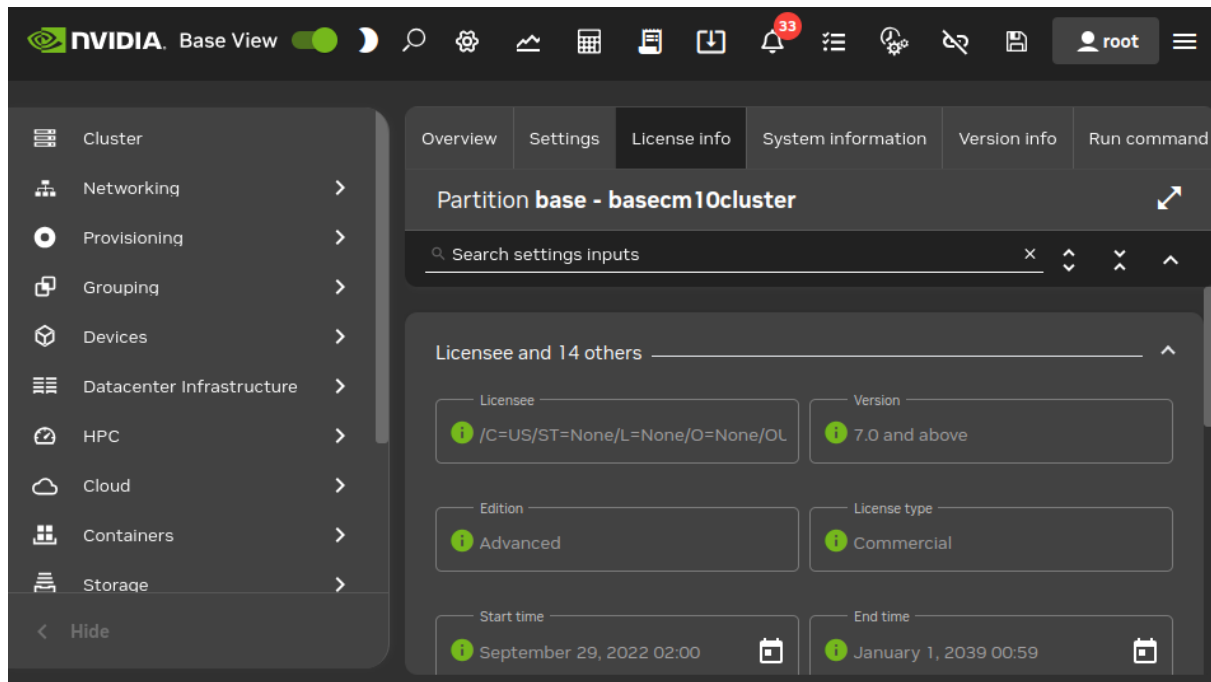 NVIDIA. Base View 33 root
Cluster
Networking
Provisioning
Grouping
Devices
Datacenter Infrastructure
HPC
Cloud
Containers
Storage
Hide
Overview Settings License info System information Version info Run command
Partition base - basecm10cluster
Search settings inputs
Licensee and 14 others
Licensee
/C=US/ST=None/L=None/O=None/OU
Version
7.0 and above
Edition
Advanced
License type
Commercial
Start time
September 29, 2022 02:00
End time
January 1, 2039 00:59